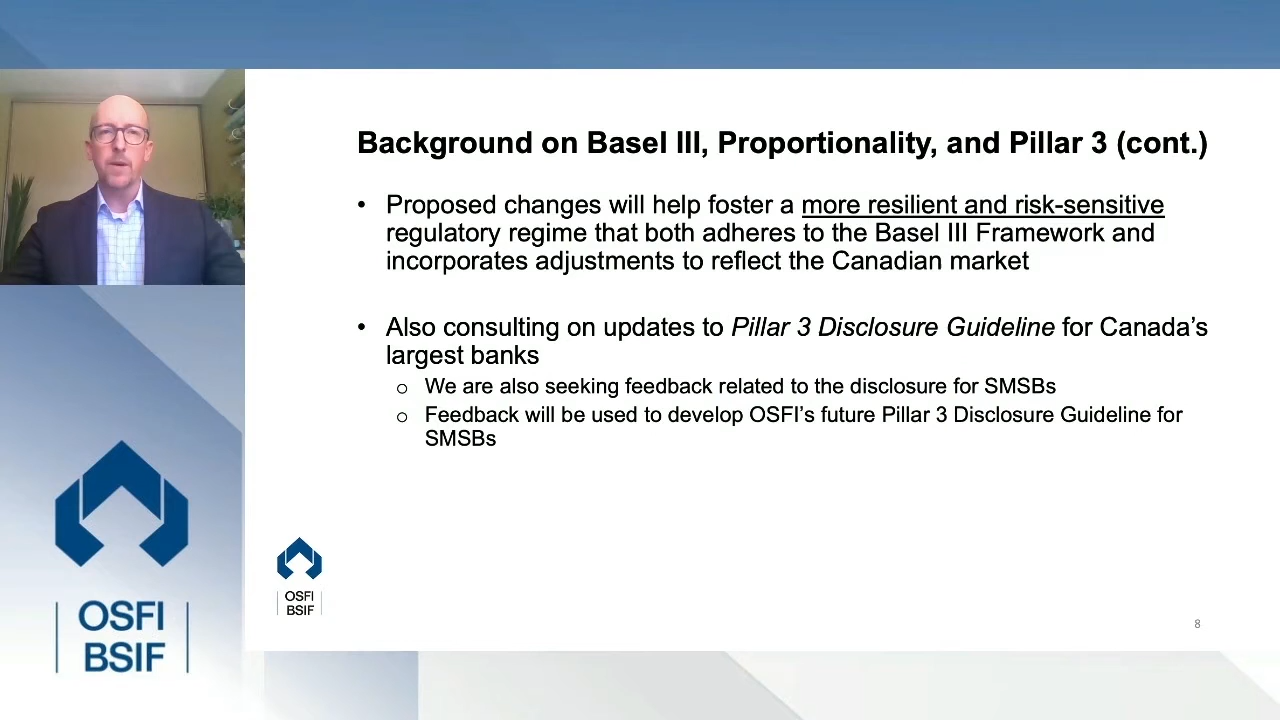 Background on Basel III, Proportionality, and Pillar 3 (cont.)
• Proposed changes will help foster a more resilient and risk-sensitive
regulatory regime that both adheres to the Basel III Framework and
incorporates adjustments to reflect the Canadian market
• Also consulting on updates to Pillar 3 Disclosure Guideline for Canada’s
largest banks
o We are also seeking feedback related to the disclosure for SMSBs
o Feedback will be used to develop OSFI’s future Pillar 3 Disclosure Guideline for
SMSBs
OSFI
BSIF
OSFI
BSIF
8